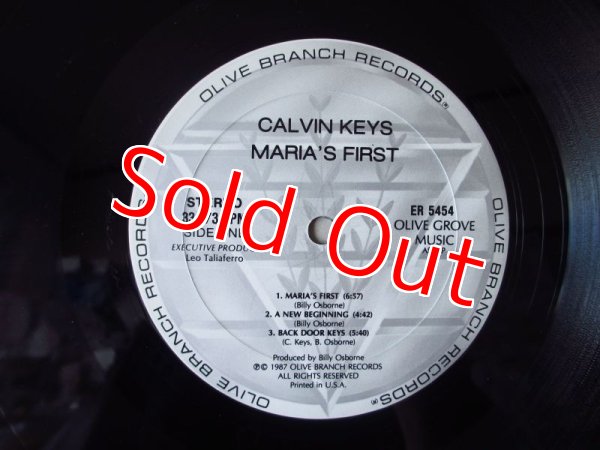 OLIVE BRANCH RECORDS®
CALVIN KEYS
MARIA'S FIRST
Sold Out
STEREO
ER 5454
SIDE
OLIVE GROVE
MUSIC
EXECUTIVE
Leo Taliaferro
1. MARIA'S FIRST (6:57)
(Billy Osborne)
2. A NEW BEGINNING (4:42)
(Billy Osborne)
3. BACK DOOR KEYS (5:40)
(C. Keys, B. Osborne)
Produced by Billy Osborne
℗© 1987 OLIVE BRANCH RECORDS
ALL RIGHTS RESERVED
Printed in U.S.A.
OLIVE BRANCH RECORDS
OLIVE BRANCH RECORDS®
OLIVE BRANCH RECORDS